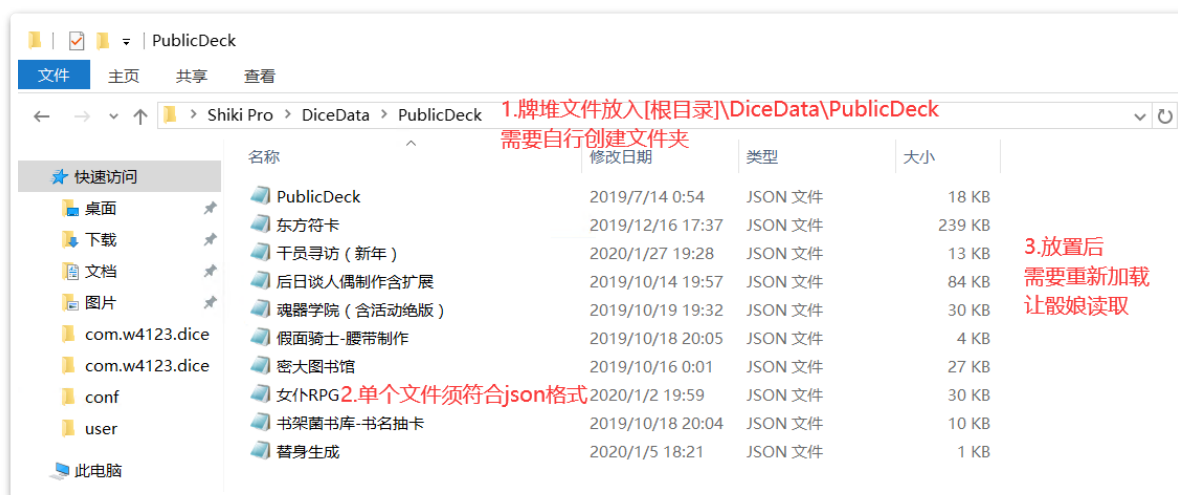 PublicDeck
文件 主页 共享 查看
Shiki Pro DiceData PublicDeck
1.牌堆文件放入[根目录]\DiceData\PublicDeck
需要自行创建文件夹
名称 修改日期 类型 大小
快速访问
桌面
下载
文档
图片
com.w4123.dice
com.w4123.dice
conf
user
此电脑
PublicDeck 2019/7/14 0:54 JSON 文件 18 KB
东方符卡 2019/12/16 17:37 JSON 文件 239 KB
干员寻访（新年） 2020/1/27 19:28 JSON 文件 13 KB
后日谈人偶制作含扩展 2019/10/14 19:57 JSON 文件 84 KB
魂器学院（含活动绝版） 2019/10/19 19:32 JSON 文件 30 KB
假面骑士-腰带制作 2019/10/18 20:05 JSON 文件 4 KB
密大图书馆 2019/10/16 0:01 JSON 文件 27 KB
女仆RPG 2.单个文件须符合json格式 2020/1/2 19:59 JSON 文件 30 KB
书架菌书库-书名抽卡 2019/10/18 20:04 JSON 文件 10 KB
替身生成 2020/1/5 18:21 JSON 文件 1 KB
3.放置后
需要重新加载
让骰娘读取